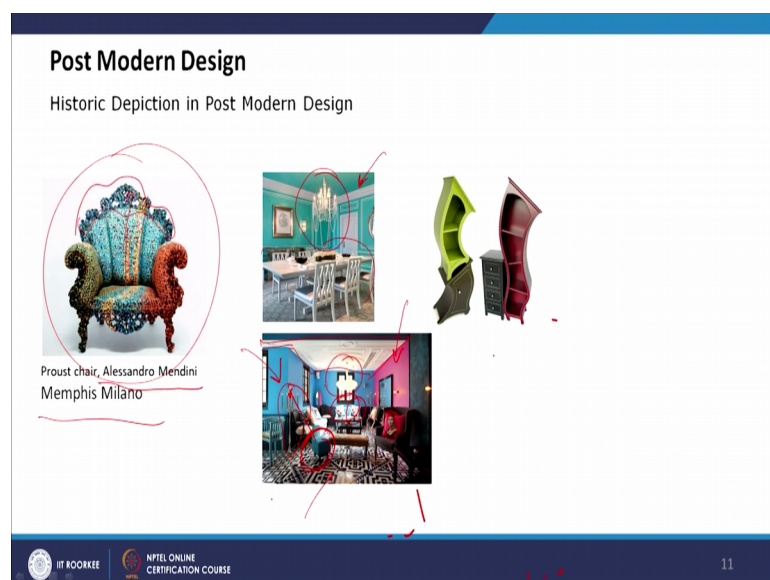 Post Modern Design
Historic Depiction in Post Modern Design
Proust chair, Alessandro Mendini
Memphis Milano
IIT ROORKEE
NPTEL ONLINE
CERTIFICATION COURSE
11